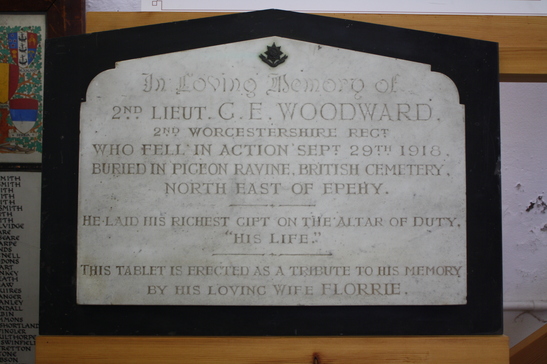 In Loving Memory of
2ND LIEUT. G. E. WOODWARD.
2ND WORCESTERSHIRE REGT
WHO FELL IN ACTION SEPT 29TH 1918.
BURIED IN PIGEON RAVINE. BRITISH CEMETERY,
NORTH EAST OF EPEHY.
HE LAID HIS RICHEST GIFT ON THE ALTAR OF DUTY,
"HIS LIFE."
THIS TABLET IS ERECTED AS A TRIBUTE TO HIS MEMORY
BY HIS LOVING WIFE FLORRIE.